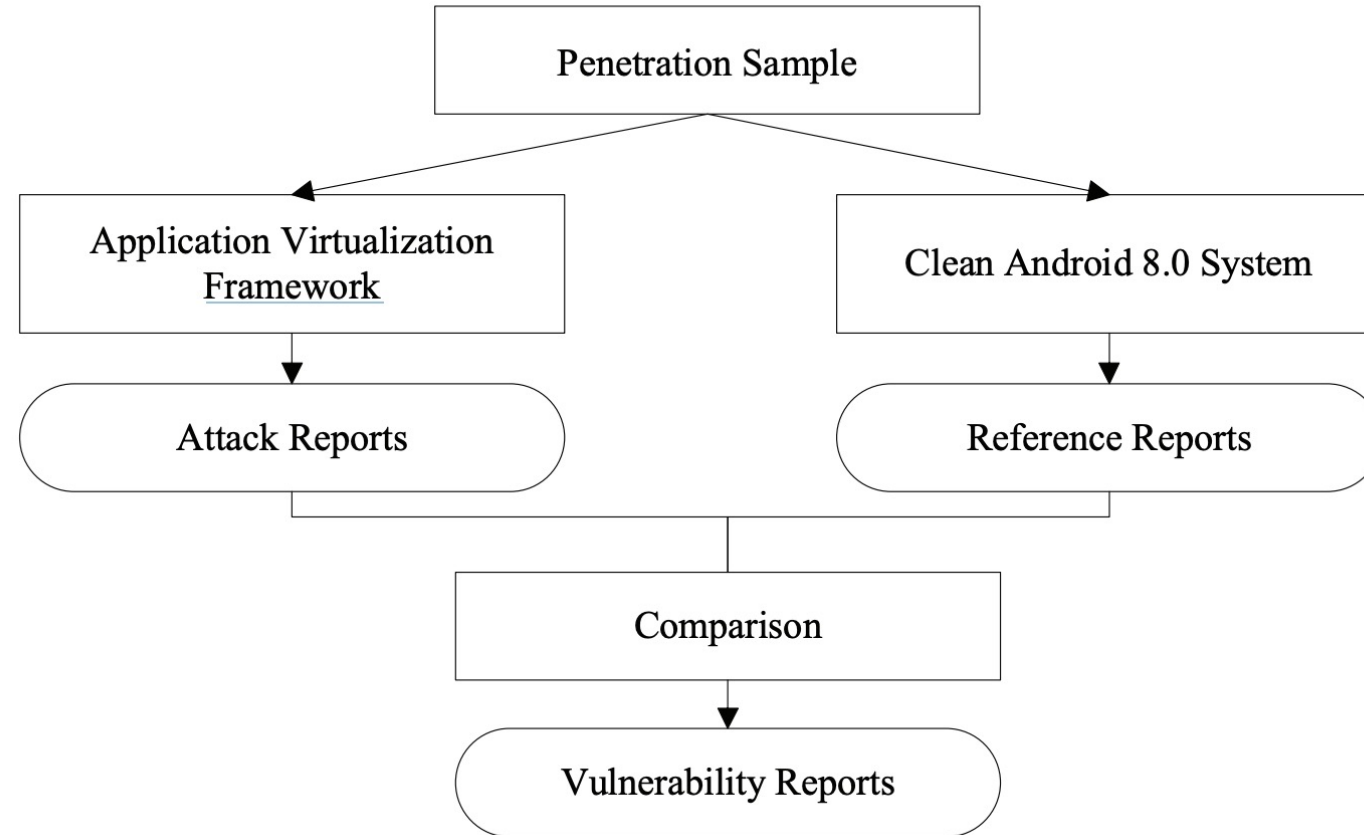 Penetration Sample
Application Virtualization
Framework
Clean Android 8.0 System
Attack Reports
Reference Reports
Comparison
Vulnerability Reports